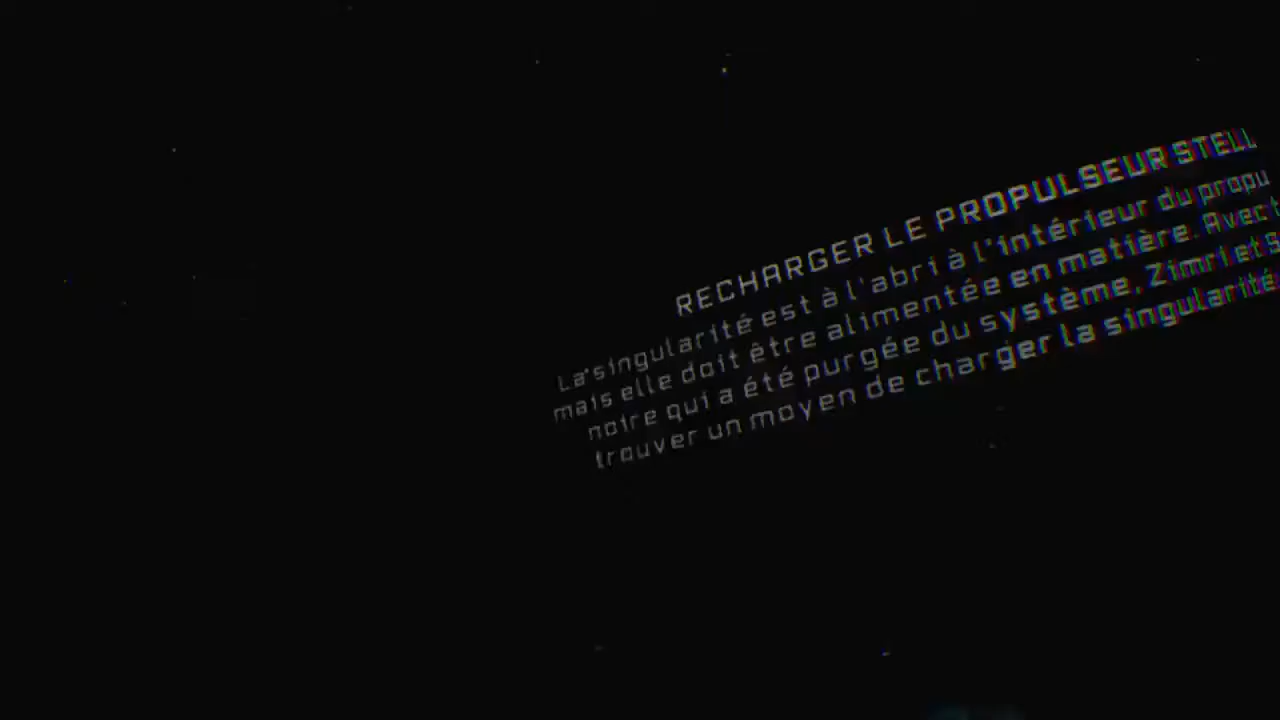 RECHARGER LE PROPULSEUR STELL
La singularité est à l'abri à l'intérieur du propu
mais elle doit être alimentée en matière. Avec
noire qui a été purgée du système, Zimri et S
trouver un moyen de charger la singularité